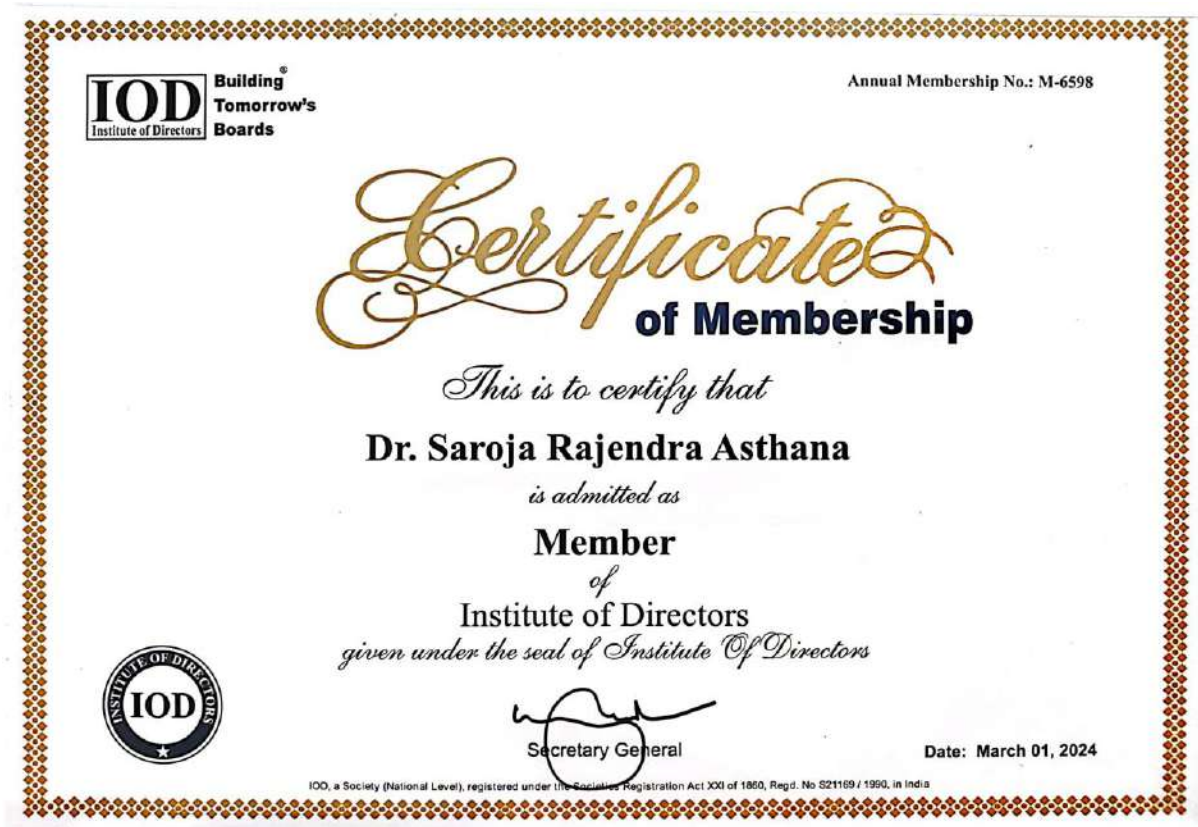 IOD
Institute of Directors
Building®
Tomorrow's
Boards
Annual Membership No.: M-6598
Certificate
of Membership
This is to certify that
Dr. Saroja Rajendra Asthana
is admitted as
Member
of
Institute of Directors
given under the seal of Institute Of Directors
INSTITUTE OF DIRECTORS
IOD
Secretary General
Date: March 01, 2024
IOD, a Society (National Level), registered under the Societies Registration Act XXI of 1860, Regd. No S21169 / 1990, in India